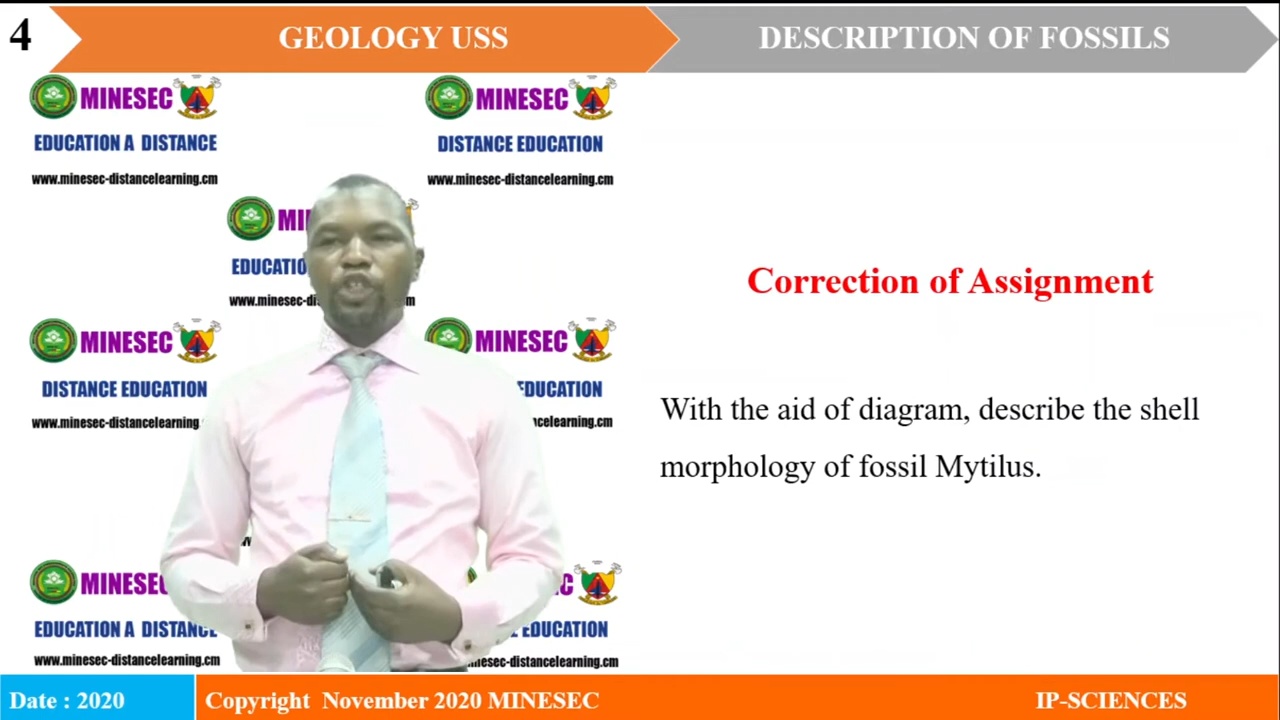 4
GEOLOGY USS
DESCRIPTION OF FOSSILS
MINESEC
EDUCATION A DISTANCE
www.minesec-distancelearning.cm
MINESEC
DISTANCE EDUCATION
www.minesec-distancelearning.cm
Correction of Assignment
With the aid of diagram, describe the shell
morphology of fossil Mytilus.
MINESEC
DISTANCE EDUCATION
www.minesec-distancelearning
MINESEC
EDUCATION A DISTANCE
www.minesec-distancelearning.cm
EDUCATION
Date : 2020
Copyright November 2020 MINESEC
IP-SCIENCES